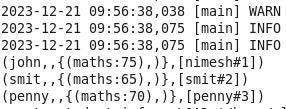 2023-12-21 09:56:38,038 [main] WARN
2023-12-21 09:56:38,075 [main] INFO
2023-12-21 09:56:38,075 [main] INFO
(john,,{(maths:75),)},[nimesh#1])
(smit,,{(maths:65),)},[smit#2])
(penny,,{(maths:70),)},[penny#3])